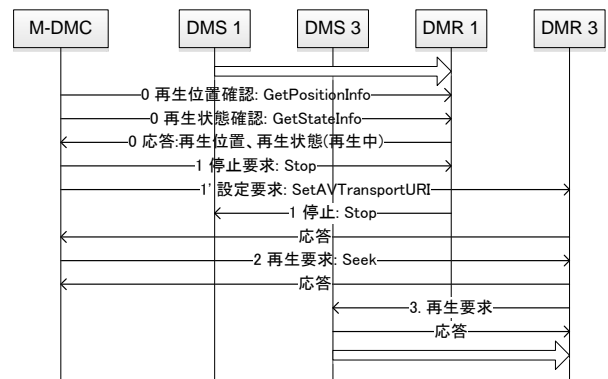 M-DMC
DMS 1
DMS 3
DMR 1
DMR 3
0 再生位置確認: GetPositionInfo
0 再生状態確認: GetStateInfo
0 応答:再生位置、再生状態(再生中)
1 停止要求: Stop
1' 設定要求: SetAVTransportURI
1 停止: Stop
応答
2 再生要求: Seek
応答
3. 再生要求
応答